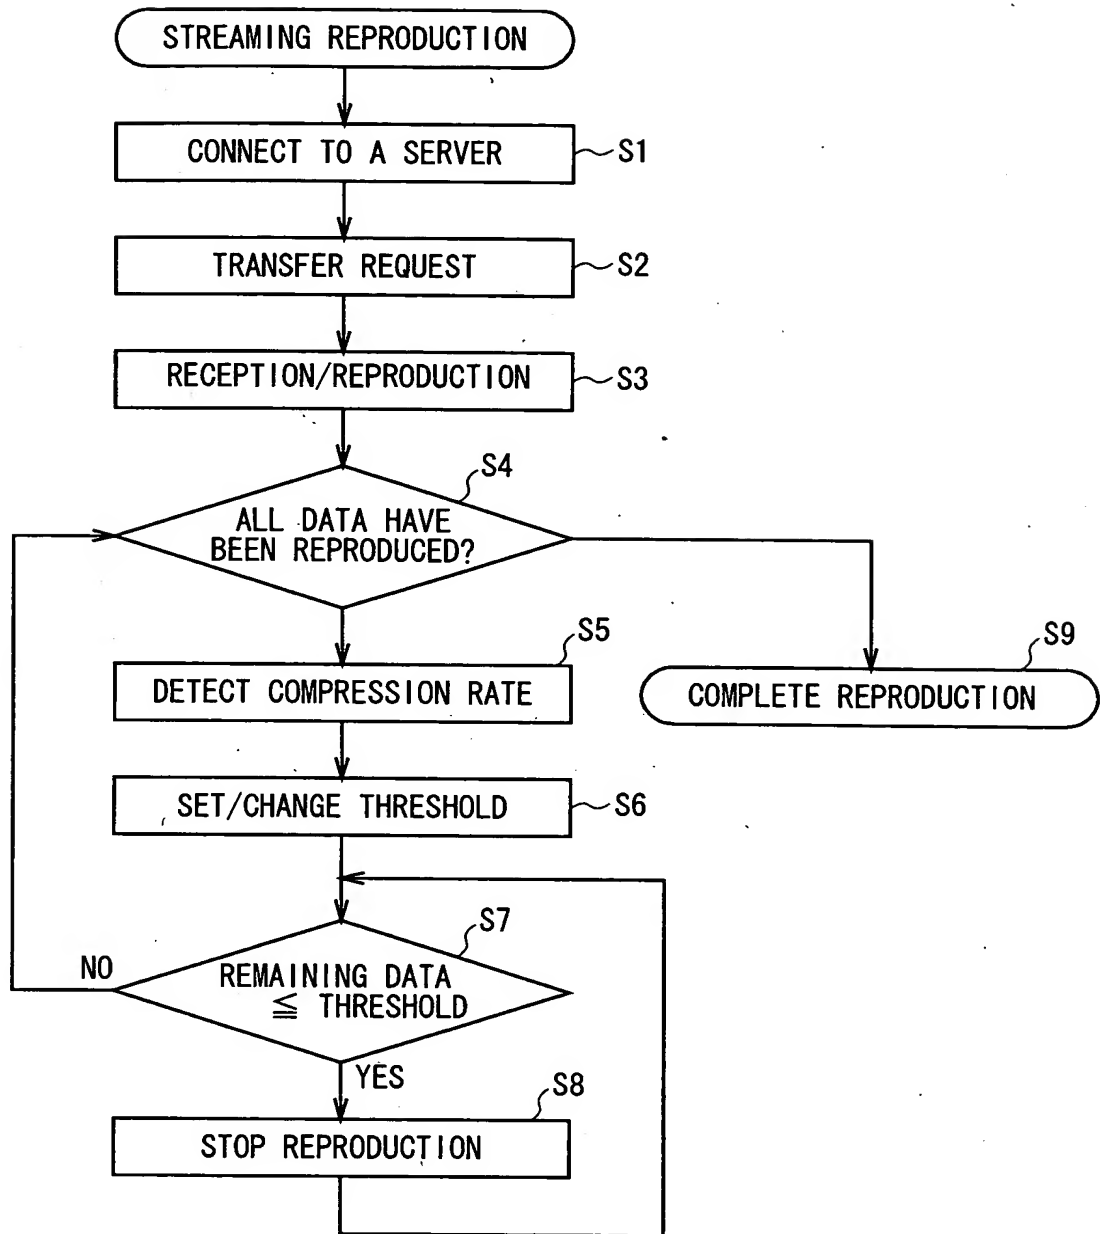 STREAMING REPRODUCTION
CONNECT TO A SERVER
S1
TRANSFER REQUEST
S2
RECEPTION/REPRODUCTION
S3
S4
ALL DATA HAVE
BEEN REPRODUCED?
S5
DETECT COMPRESSION RATE
S9
COMPLETE REPRODUCTION
SET/CHANGE THRESHOLD
S6
S7
NO
REMAINING DATA
≦ THRESHOLD
YES
S8
STOP REPRODUCTION